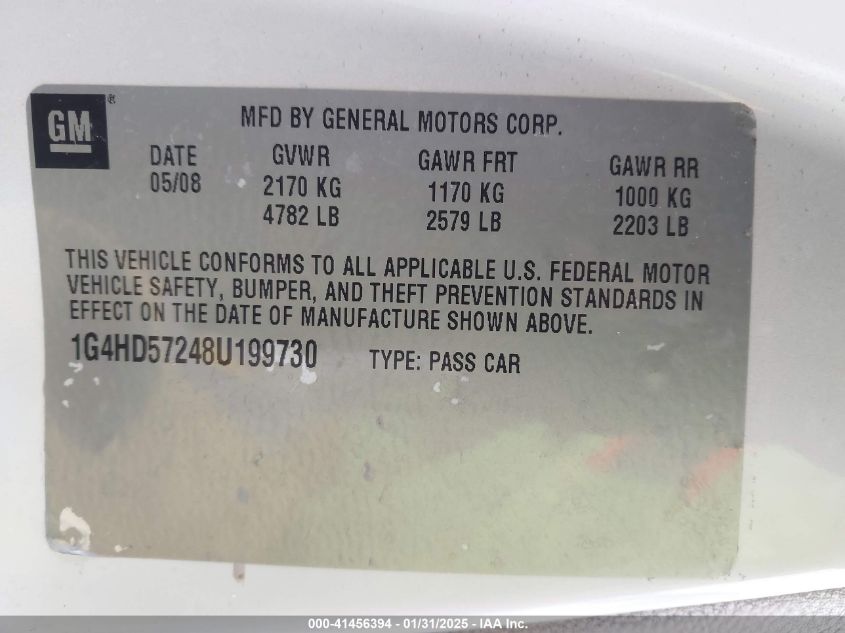 GM®
MFD BY GENERAL MOTORS CORP.
DATE GVWR GAWR FRT GAWR RR
05/08 2170 KG 1170 KG 1000 KG
4782 LB 2579 LB 2203 LB
THIS VEHICLE CONFORMS TO ALL APPLICABLE U.S. FEDERAL MOTOR
VEHICLE SAFETY, BUMPER, AND THEFT PREVENTION STANDARDS IN
EFFECT ON THE DATE OF MANUFACTURE SHOWN ABOVE.
1G4HD57248U199730 TYPE: PASS CAR
000-41456394 - 01/31/2025 - IAA Inc.